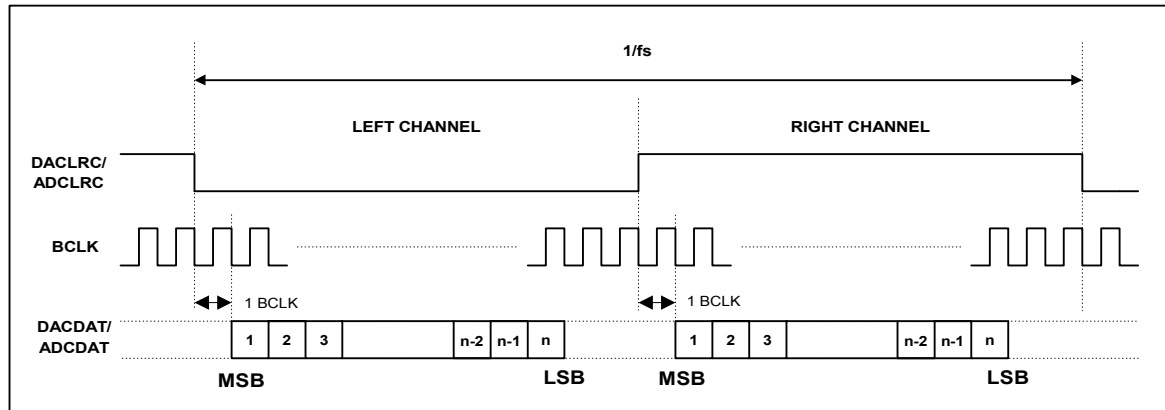 1/fs
LEFT CHANNEL RIGHT CHANNEL
DACLRC/
ADCLRC
BCLK
1 BCLK 1 BCLK
DACDAT/
ADCDAT
1 2 3 n-2 n-1 n 1 2 3 n-2 n-1 n
MSB LSB MSB LSB